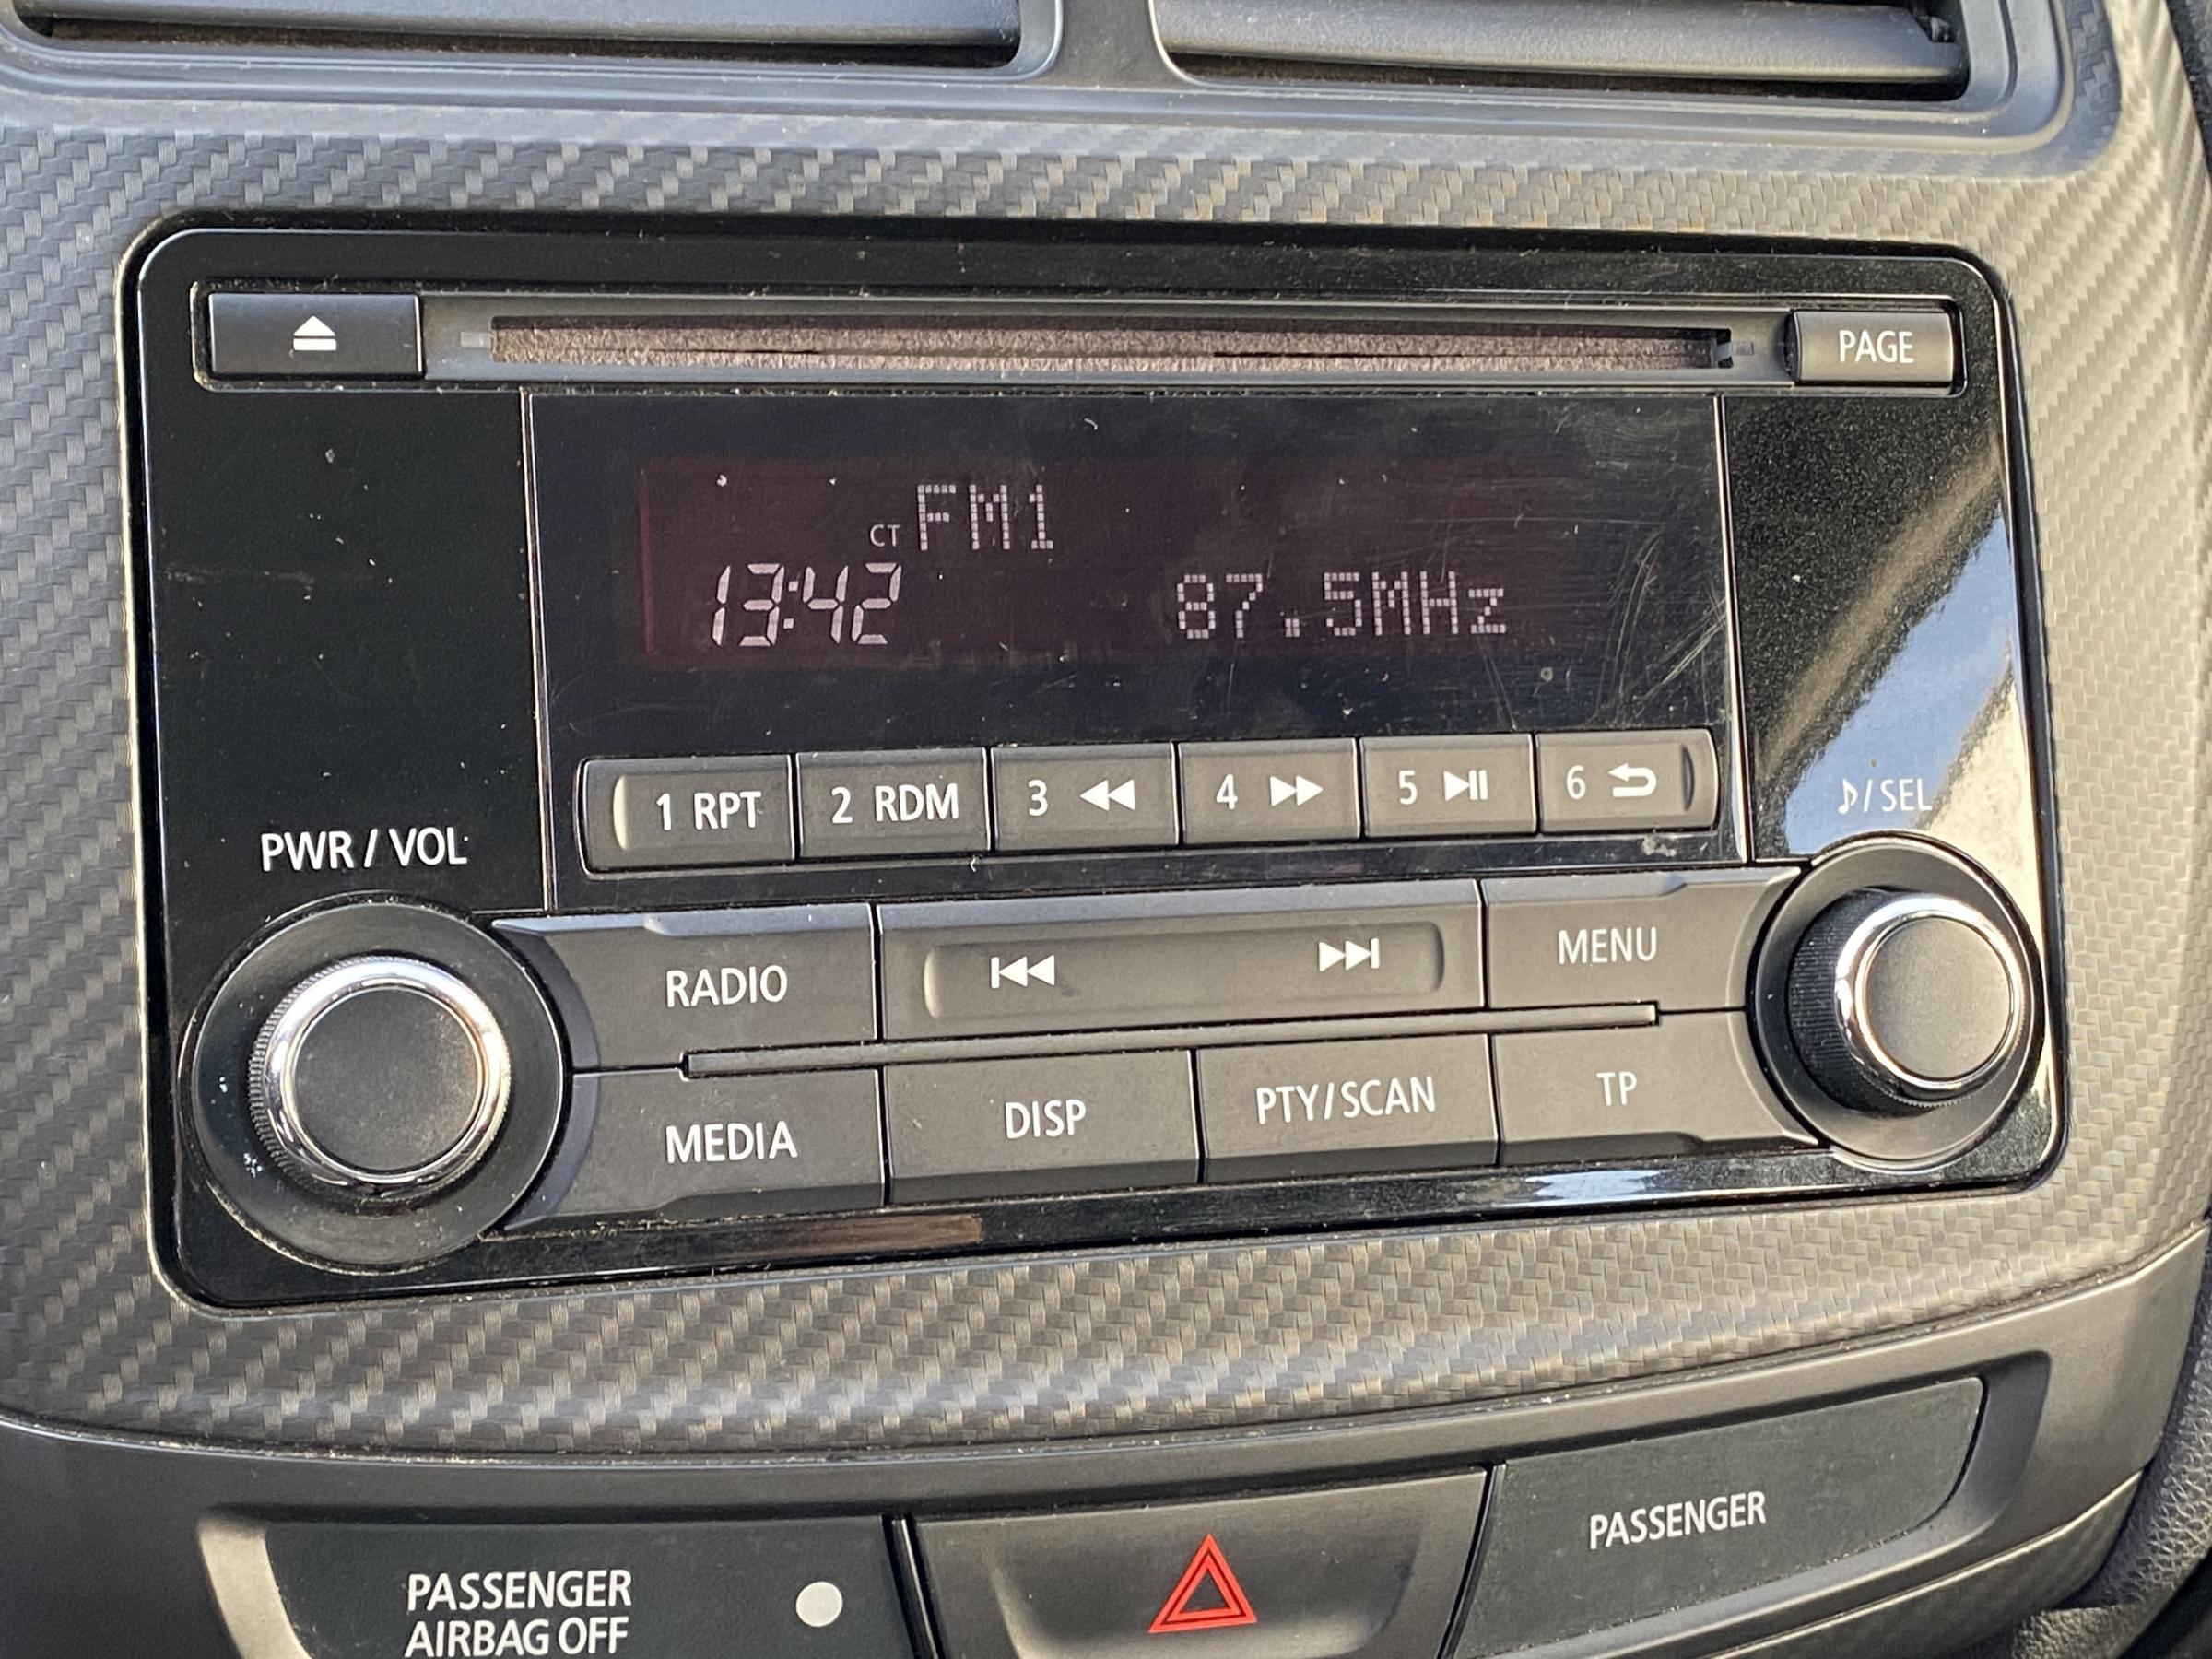 PAGE
CT FM1
13:42 87.5MHz
1 RPT 2 RDM 3 4 5 6
PWR / VOL
♪/SEL
RADIO
MENU
MEDIA
DISP
PTY/SCAN
TP
PASSENGER
AIRBAG OFF
PASSENGER